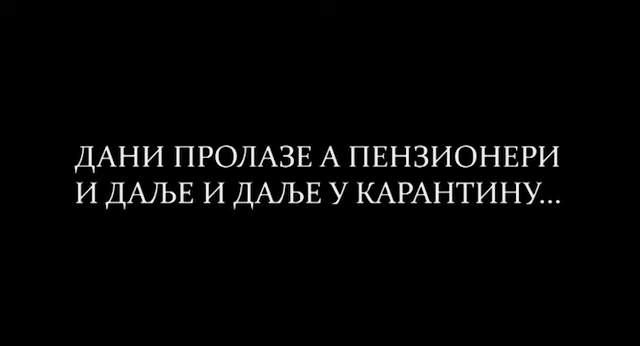 ДАНИ ПРОЛАЗЕ А ПЕНЗИОНЕРИ
И ДАЉЕ И ДАЉЕ У КАРАНТИНУ...